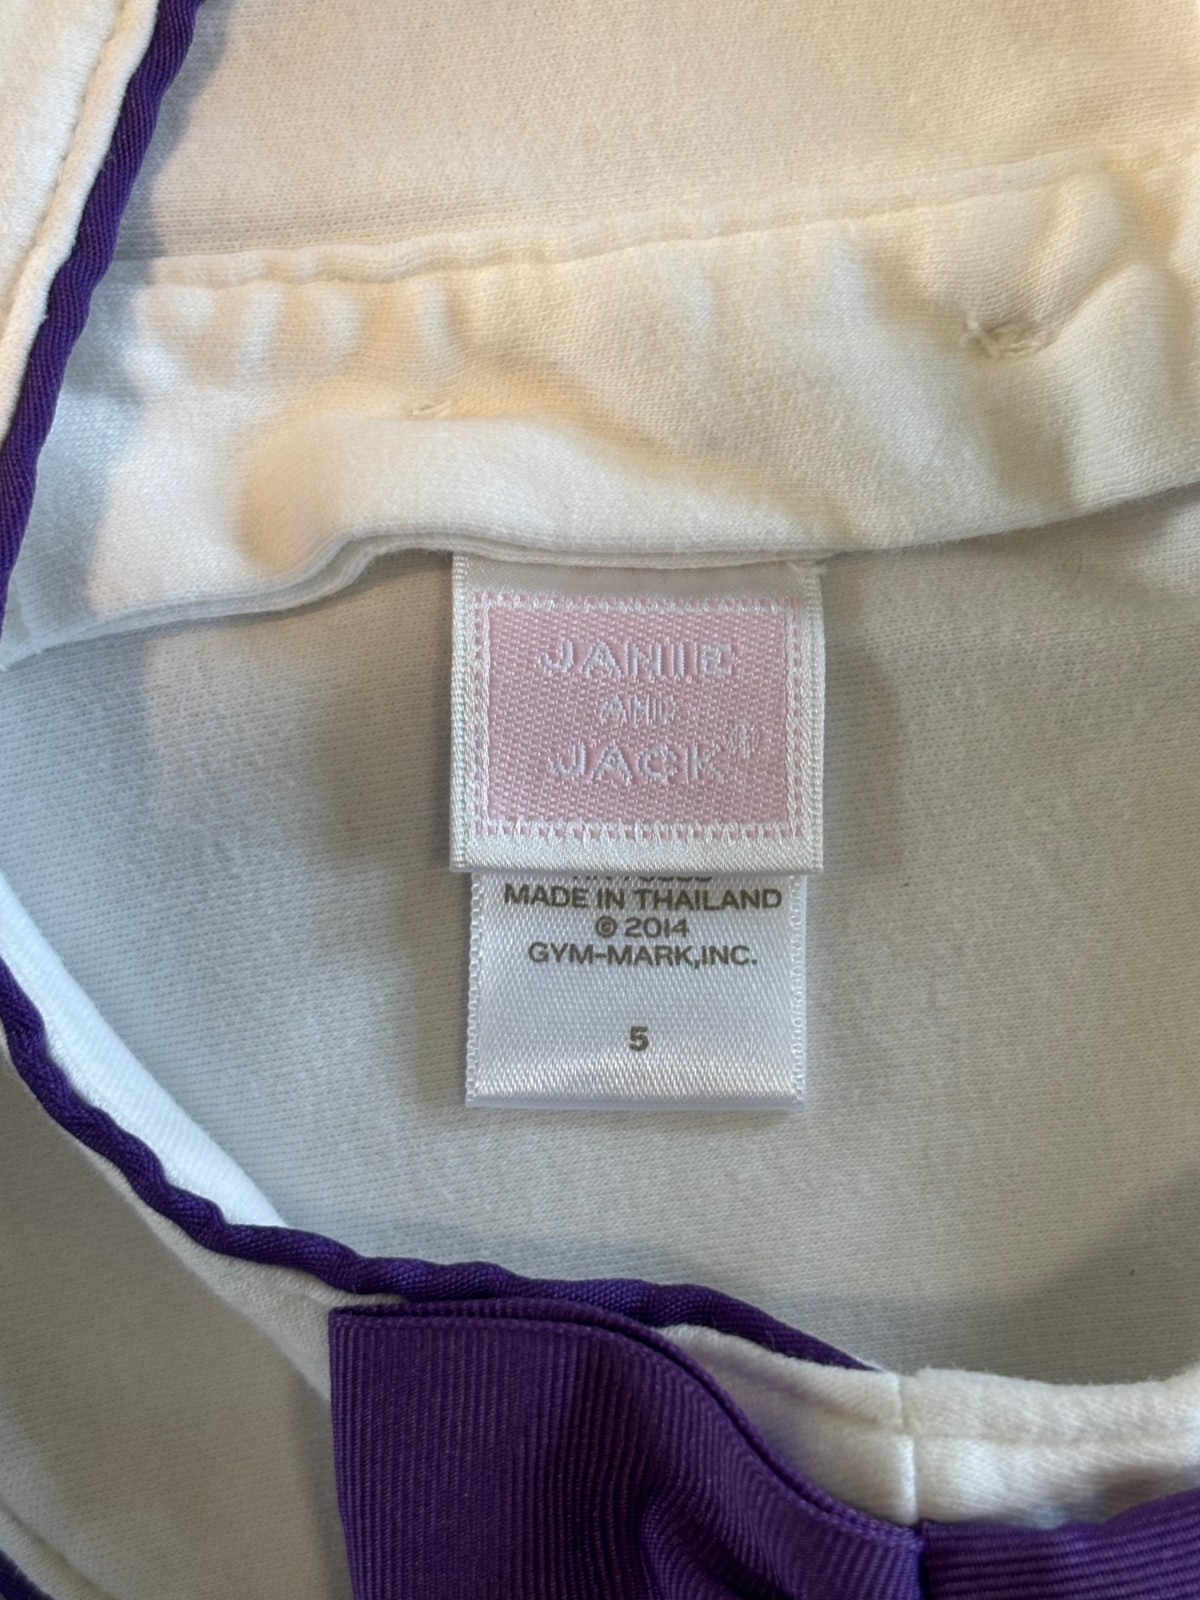 JANIE
AND
JACK®
MADE IN THAILAND
© 2014
GYM-MARK,INC.
5